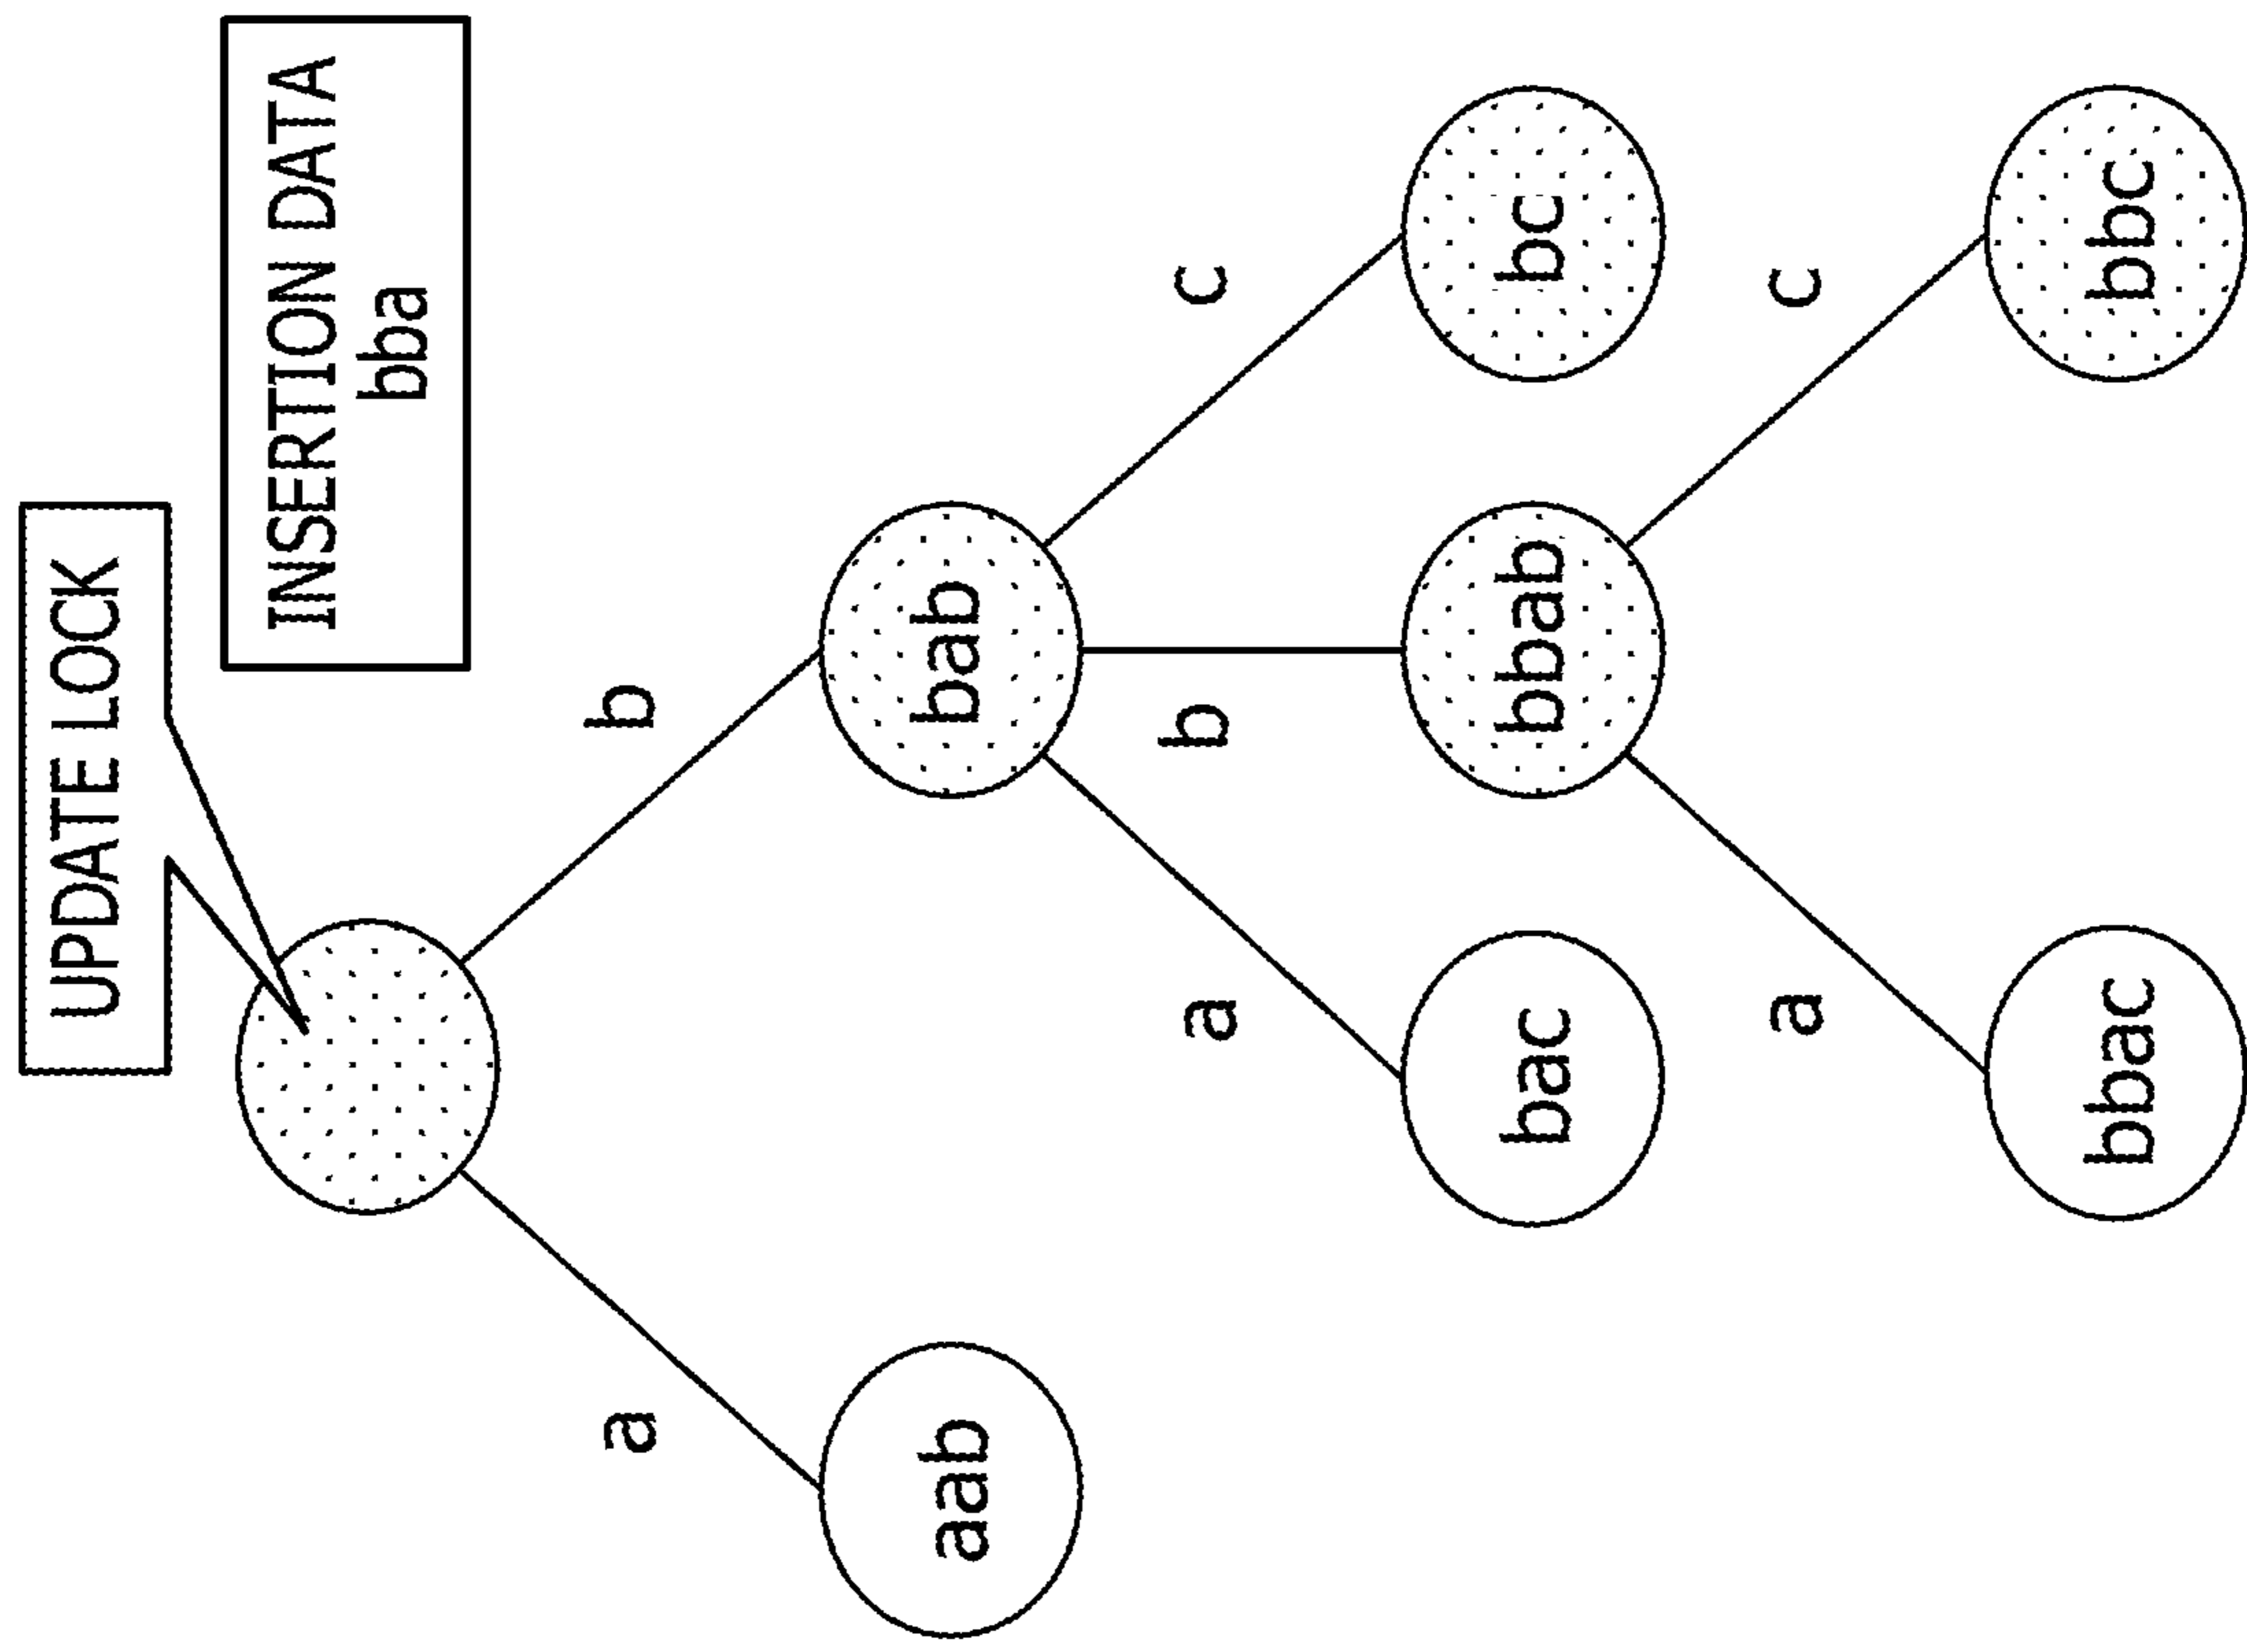 UPDATE LOCK
INSERTION DATA
bba
a
b
aab
bab
a
b
c
bac
bbab
bc
a
c
bbac
bbc